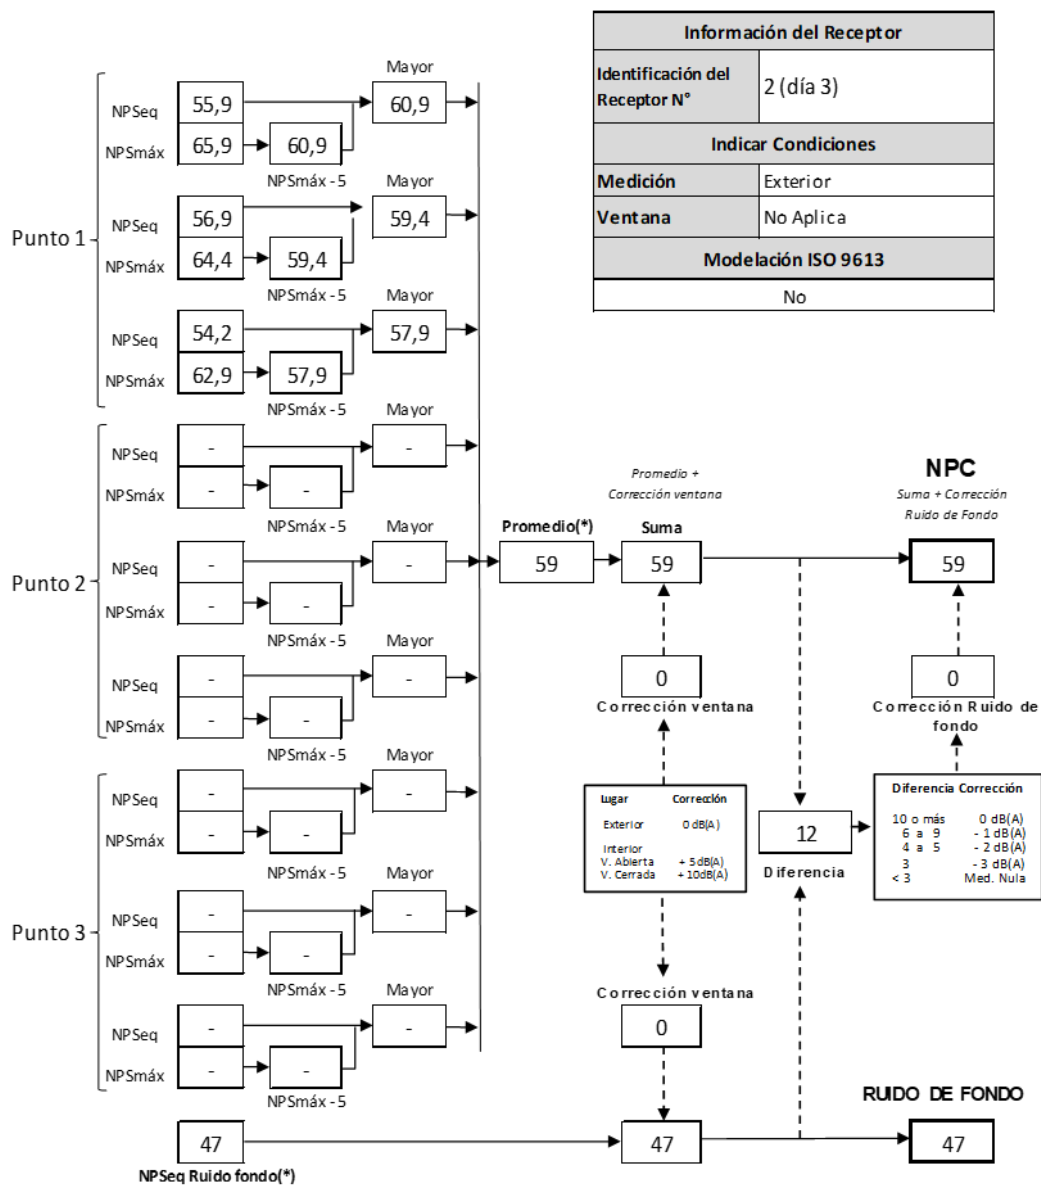 Información del Receptor
Identificación del
Receptor N°
2 (día 3)
Indicar Condiciones
Medición
Exterior
Ventana
No Aplica
Modelación ISO 9613
No
Punto 1
Mayor
NPSeq
55,9
60,9
NPSmáx
65,9
60,9
NPSmáx - 5
Mayor
NPSeq
56,9
59,4
NPSmáx
64,4
59,4
NPSmáx - 5
Mayor
NPSeq
54,2
57,9
NPSmáx
62,9
57,9
NPSmáx - 5
Punto 2
Mayor
NPSeq
-
-
NPSmáx
-
-
NPSmáx - 5
Mayor
NPSeq
-
-
NPSmáx
-
-
NPSmáx - 5
Mayor
NPSeq
-
-
NPSmáx
-
-
NPSmáx - 5
Punto 3
Mayor
NPSeq
-
-
NPSmáx
-
-
NPSmáx - 5
Mayor
NPSeq
-
-
NPSmáx
-
-
NPSmáx - 5
Mayor
NPSeq
-
-
NPSmáx
-
-
NPSmáx - 5
47
NPSeq Ruido fondo(*)
Promedio(*)
59
Promedio +
Corrección ventana
Suma
59
0
Corrección ventana
Lugar Corrección
Exterior 0 dB(A)
Interior
V. Abierta + 5dB(A)
V. Cerrada + 10dB(A)
Corrección ventana
0
47
12
Diferencia
NPC
Suma + Corrección
Ruido de Fondo
59
0
Corrección Ruido de
fondo
Diferencia Corrección
10 o más 0 dB(A)
6 a 9 - 1 dB(A)
4 a 5 - 2 dB(A)
3 - 3 dB(A)
< 3 Med. Nula
RUIDO DE FONDO
47